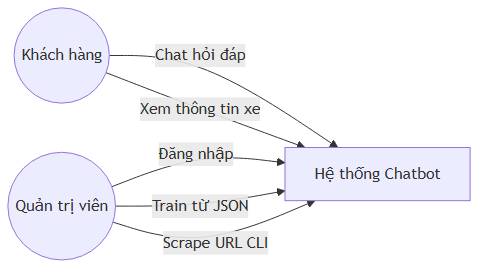 Khách hàng
Chat hỏi đáp
Xem thông tin xe
Đăng nhập
Hệ thống Chatbot
Quản trị viên
Train từ JSON
Scrape URL CLI